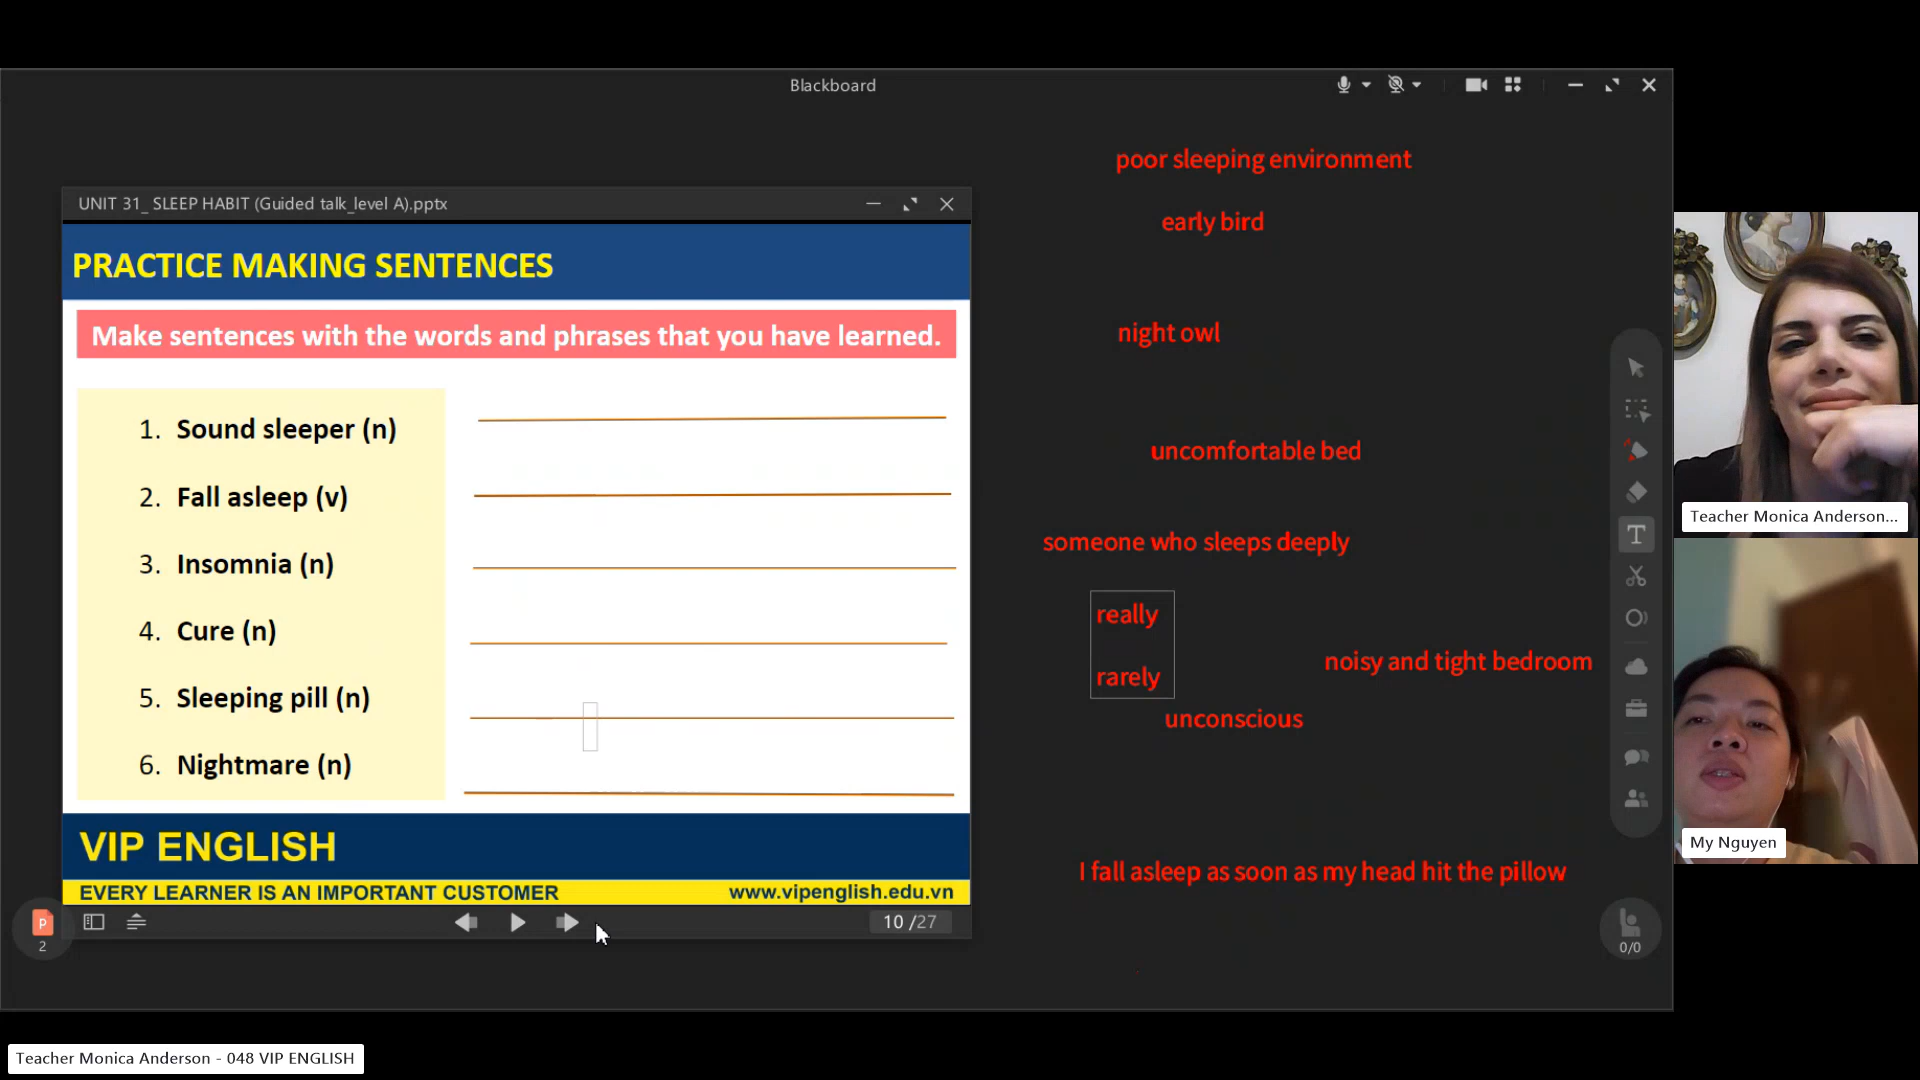 Blackboard
UNIT 31_ SLEEP HABIT (Guided talk_level A).pptx
PRACTICE MAKING SENTENCES
Make sentences with the words and phrases that you have learned.
1. Sound sleeper (n)
2. Fall asleep (v)
3. Insomnia (n)
4. Cure (n)
5. Sleeping pill (n)
6. Nightmare (n)
VIP ENGLISH
EVERY LEARNER IS AN IMPORTANT CUSTOMER
www.vipenglish.edu.vn
P
2
10 /27
poor sleeping environment
early bird
night owl
uncomfortable bed
someone who sleeps deeply
really
rarely
noisy and tight bedroom
unconscious
I fall asleep as soon as my head hit the pillow
T
0/0
Teacher Monica Anderson...
My Nguyen
Teacher Monica Anderson - 048 VIP ENGLISH